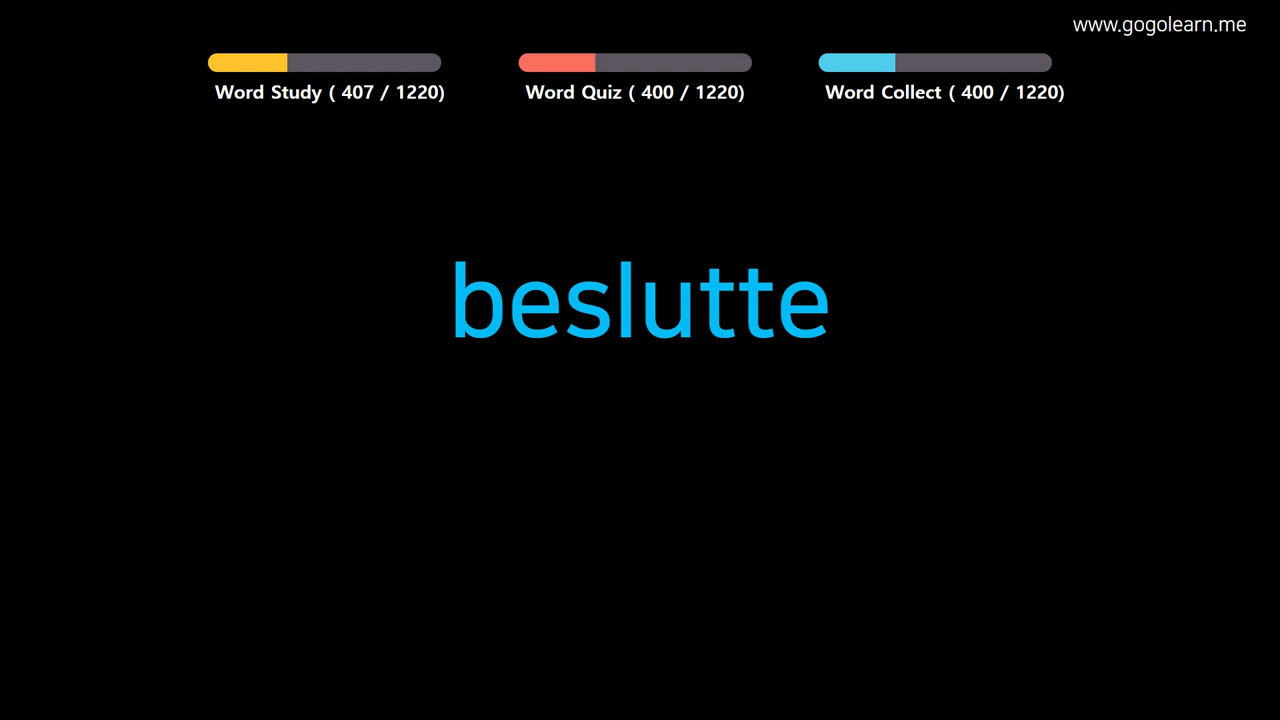 www.gogolearn.me
Word Study ( 407 / 1220)
Word Quiz ( 400 / 1220)
Word Collect ( 400 / 1220)
beslutte